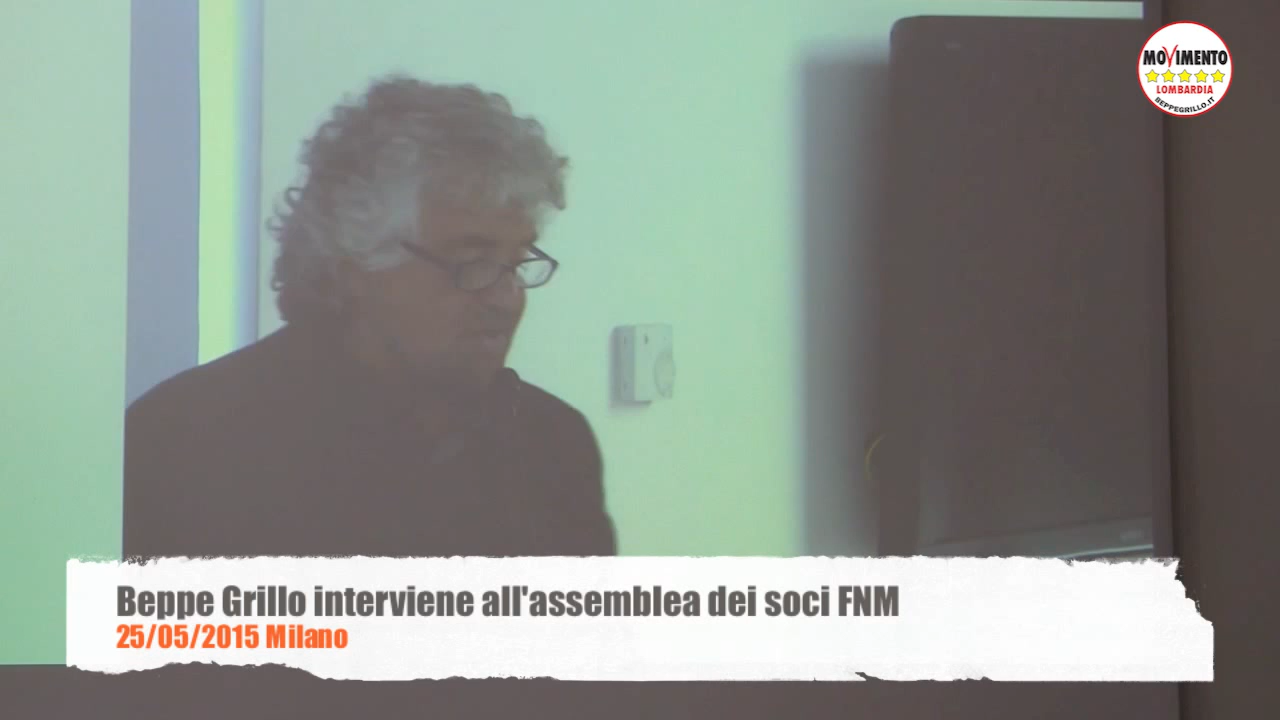 MOVIMENTO
LOMBARDIA
BEPPEGRILLO.IT
Beppe Grillo interviene all'assemblea dei soci FNM
25/05/2015 Milano